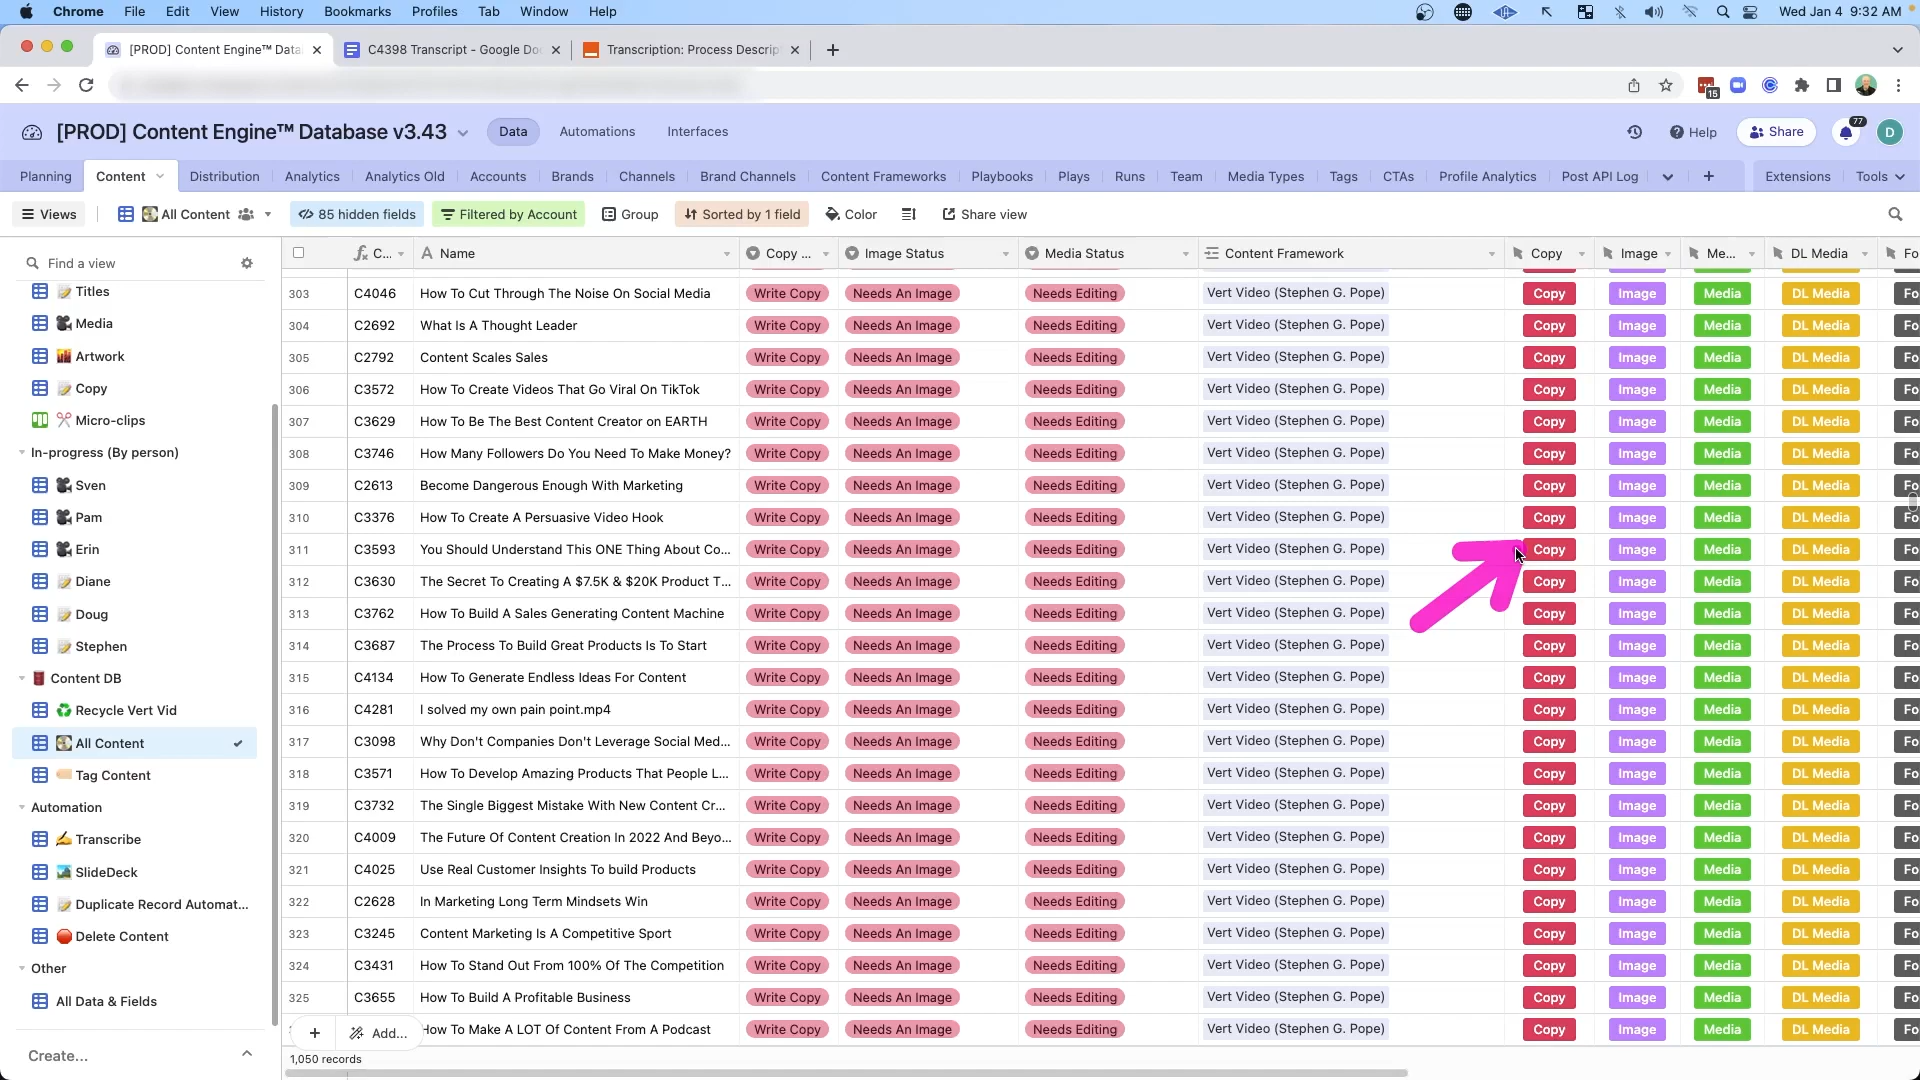 Chrome File Edit View History Bookmarks Profiles Tab Window Help Wed Jan 4 9:32 AM
[PROD] Content Engine™ Data C4398 Transcript - Google Do Transcription: Process Descrip
15
[PROD] Content Engine™ Database v3.43 Data Automations Interfaces Help Share 77 D
Planning Content Distribution Analytics Analytics Old Accounts Brands Channels Brand Channels Content Frameworks Playbooks Plays Runs Team Media Types Tags CTAs Profile Analytics Post API Log + Extensions Tools
Views All Content 85 hidden fields Filtered by Account Group Sorted by 1 field Color Share view
Find a view
C... Name Copy ... Image Status Media Status Content Framework Copy Image Me... DL Media Fo
Titles
Media
Artwork
Copy
Micro-clips
In-progress (By person)
Sven
Pam
Erin
Diane
Doug
Stephen
Content DB
Recycle Vert Vid
All Content
Tag Content
Automation
Transcribe
SlideDeck
Duplicate Record Automat...
Delete Content
Other
All Data & Fields
Create...
303 C4046 How To Cut Through The Noise On Social Media Write Copy Needs An Image Needs Editing Vert Video (Stephen G. Pope) Copy Image Media DL Media Fo
304 C2692 What Is A Thought Leader Write Copy Needs An Image Needs Editing Vert Video (Stephen G. Pope) Copy Image Media DL Media Fo
305 C2792 Content Scales Sales Write Copy Needs An Image Needs Editing Vert Video (Stephen G. Pope) Copy Image Media DL Media Fo
306 C3572 How To Create Videos That Go Viral On TikTok Write Copy Needs An Image Needs Editing Vert Video (Stephen G. Pope) Copy Image Media DL Media Fo
307 C3629 How To Be The Best Content Creator on EARTH Write Copy Needs An Image Needs Editing Vert Video (Stephen G. Pope) Copy Image Media DL Media Fo
308 C3746 How Many Followers Do You Need To Make Money? Write Copy Needs An Image Needs Editing Vert Video (Stephen G. Pope) Copy Image Media DL Media Fo
309 C2613 Become Dangerous Enough With Marketing Write Copy Needs An Image Needs Editing Vert Video (Stephen G. Pope) Copy Image Media DL Media Fo
310 C3376 How To Create A Persuasive Video Hook Write Copy Needs An Image Needs Editing Vert Video (Stephen G. Pope) Copy Image Media DL Media Fo
311 C3593 You Should Understand This ONE Thing About Co... Write Copy Needs An Image Needs Editing Vert Video (Stephen G. Pope) Copy Image Media DL Media Fo
312 C3630 The Secret To Creating A $7.5K & $20K Product T... Write Copy Needs An Image Needs Editing Vert Video (Stephen G. Pope) Copy Image Media DL Media Fo
313 C3762 How To Build A Sales Generating Content Machine Write Copy Needs An Image Needs Editing Vert Video (Stephen G. Pope) Copy Image Media DL Media Fo
314 C3687 The Process To Build Great Products Is To Start Write Copy Needs An Image Needs Editing Vert Video (Stephen G. Pope) Copy Image Media DL Media Fo
315 C4134 How To Generate Endless Ideas For Content Write Copy Needs An Image Needs Editing Vert Video (Stephen G. Pope) Copy Image Media DL Media Fo
316 C4281 I solved my own pain point.mp4 Write Copy Needs An Image Needs Editing Vert Video (Stephen G. Pope) Copy Image Media DL Media Fo
317 C3098 Why Don't Companies Don't Leverage Social Med... Write Copy Needs An Image Needs Editing Vert Video (Stephen G. Pope) Copy Image Media DL Media Fo
318 C3571 How To Develop Amazing Products That People L... Write Copy Needs An Image Needs Editing Vert Video (Stephen G. Pope) Copy Image Media DL Media Fo
319 C3732 The Single Biggest Mistake With New Content Cr... Write Copy Needs An Image Needs Editing Vert Video (Stephen G. Pope) Copy Image Media DL Media Fo
320 C4009 The Future Of Content Creation In 2022 And Beyo... Write Copy Needs An Image Needs Editing Vert Video (Stephen G. Pope) Copy Image Media DL Media Fo
321 C4025 Use Real Customer Insights To build Products Write Copy Needs An Image Needs Editing Vert Video (Stephen G. Pope) Copy Image Media DL Media Fo
322 C2628 In Marketing Long Term Mindsets Win Write Copy Needs An Image Needs Editing Vert Video (Stephen G. Pope) Copy Image Media DL Media Fo
323 C3245 Content Marketing Is A Competitive Sport Write Copy Needs An Image Needs Editing Vert Video (Stephen G. Pope) Copy Image Media DL Media Fo
324 C3431 How To Stand Out From 100% Of The Competition Write Copy Needs An Image Needs Editing Vert Video (Stephen G. Pope) Copy Image Media DL Media Fo
325 C3655 How To Build A Profitable Business Write Copy Needs An Image Needs Editing Vert Video (Stephen G. Pope) Copy Image Media DL Media Fo
+ Add... How To Make A LOT Of Content From A Podcast Write Copy Needs An Image Needs Editing Vert Video (Stephen G. Pope) Copy Image Media DL Media Fo
1,050 records